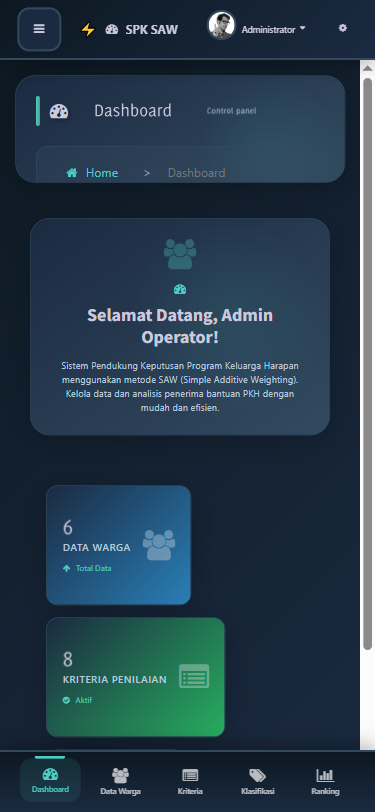 SPK SAW
Administrator
Dashboard
Control panel
Home > Dashboard
Selamat Datang, Admin
Operator!
Sistem Pendukung Keputusan Program Keluarga Harapan
menggunakan metode SAW (Simple Additive Weighting).
Kelola data dan analisis penerima bantuan PKH dengan
mudah dan efisien.
6
DATA WARGA
Total Data
8
KRITERIA PENILAIAN
Aktif
Dashboard
Data Warga
Kriteria
Klasifikasi
Ranking